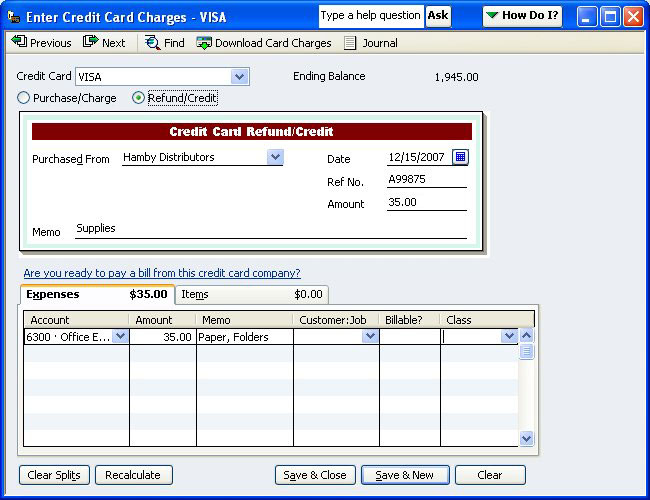 Enter Credit Card Charges - VISA
Type a help question Ask How Do I?
Previous Next Find Download Card Charges Journal
Credit Card VISA Ending Balance 1,945.00
Purchase/Charge Refund/Credit
Credit Card Refund/Credit
Purchased From Hamby Distributors Date 12/15/2007
Ref No. A99875
Amount 35.00
Memo Supplies
Are you ready to pay a bill from this credit card company?
Expenses $35.00 Items $0.00
Account Amount Memo Customer:Job Billable? Class
6300 · Office E... 35.00 Paper, Folders
Clear Splits Recalculate Save & Close Save & New Clear